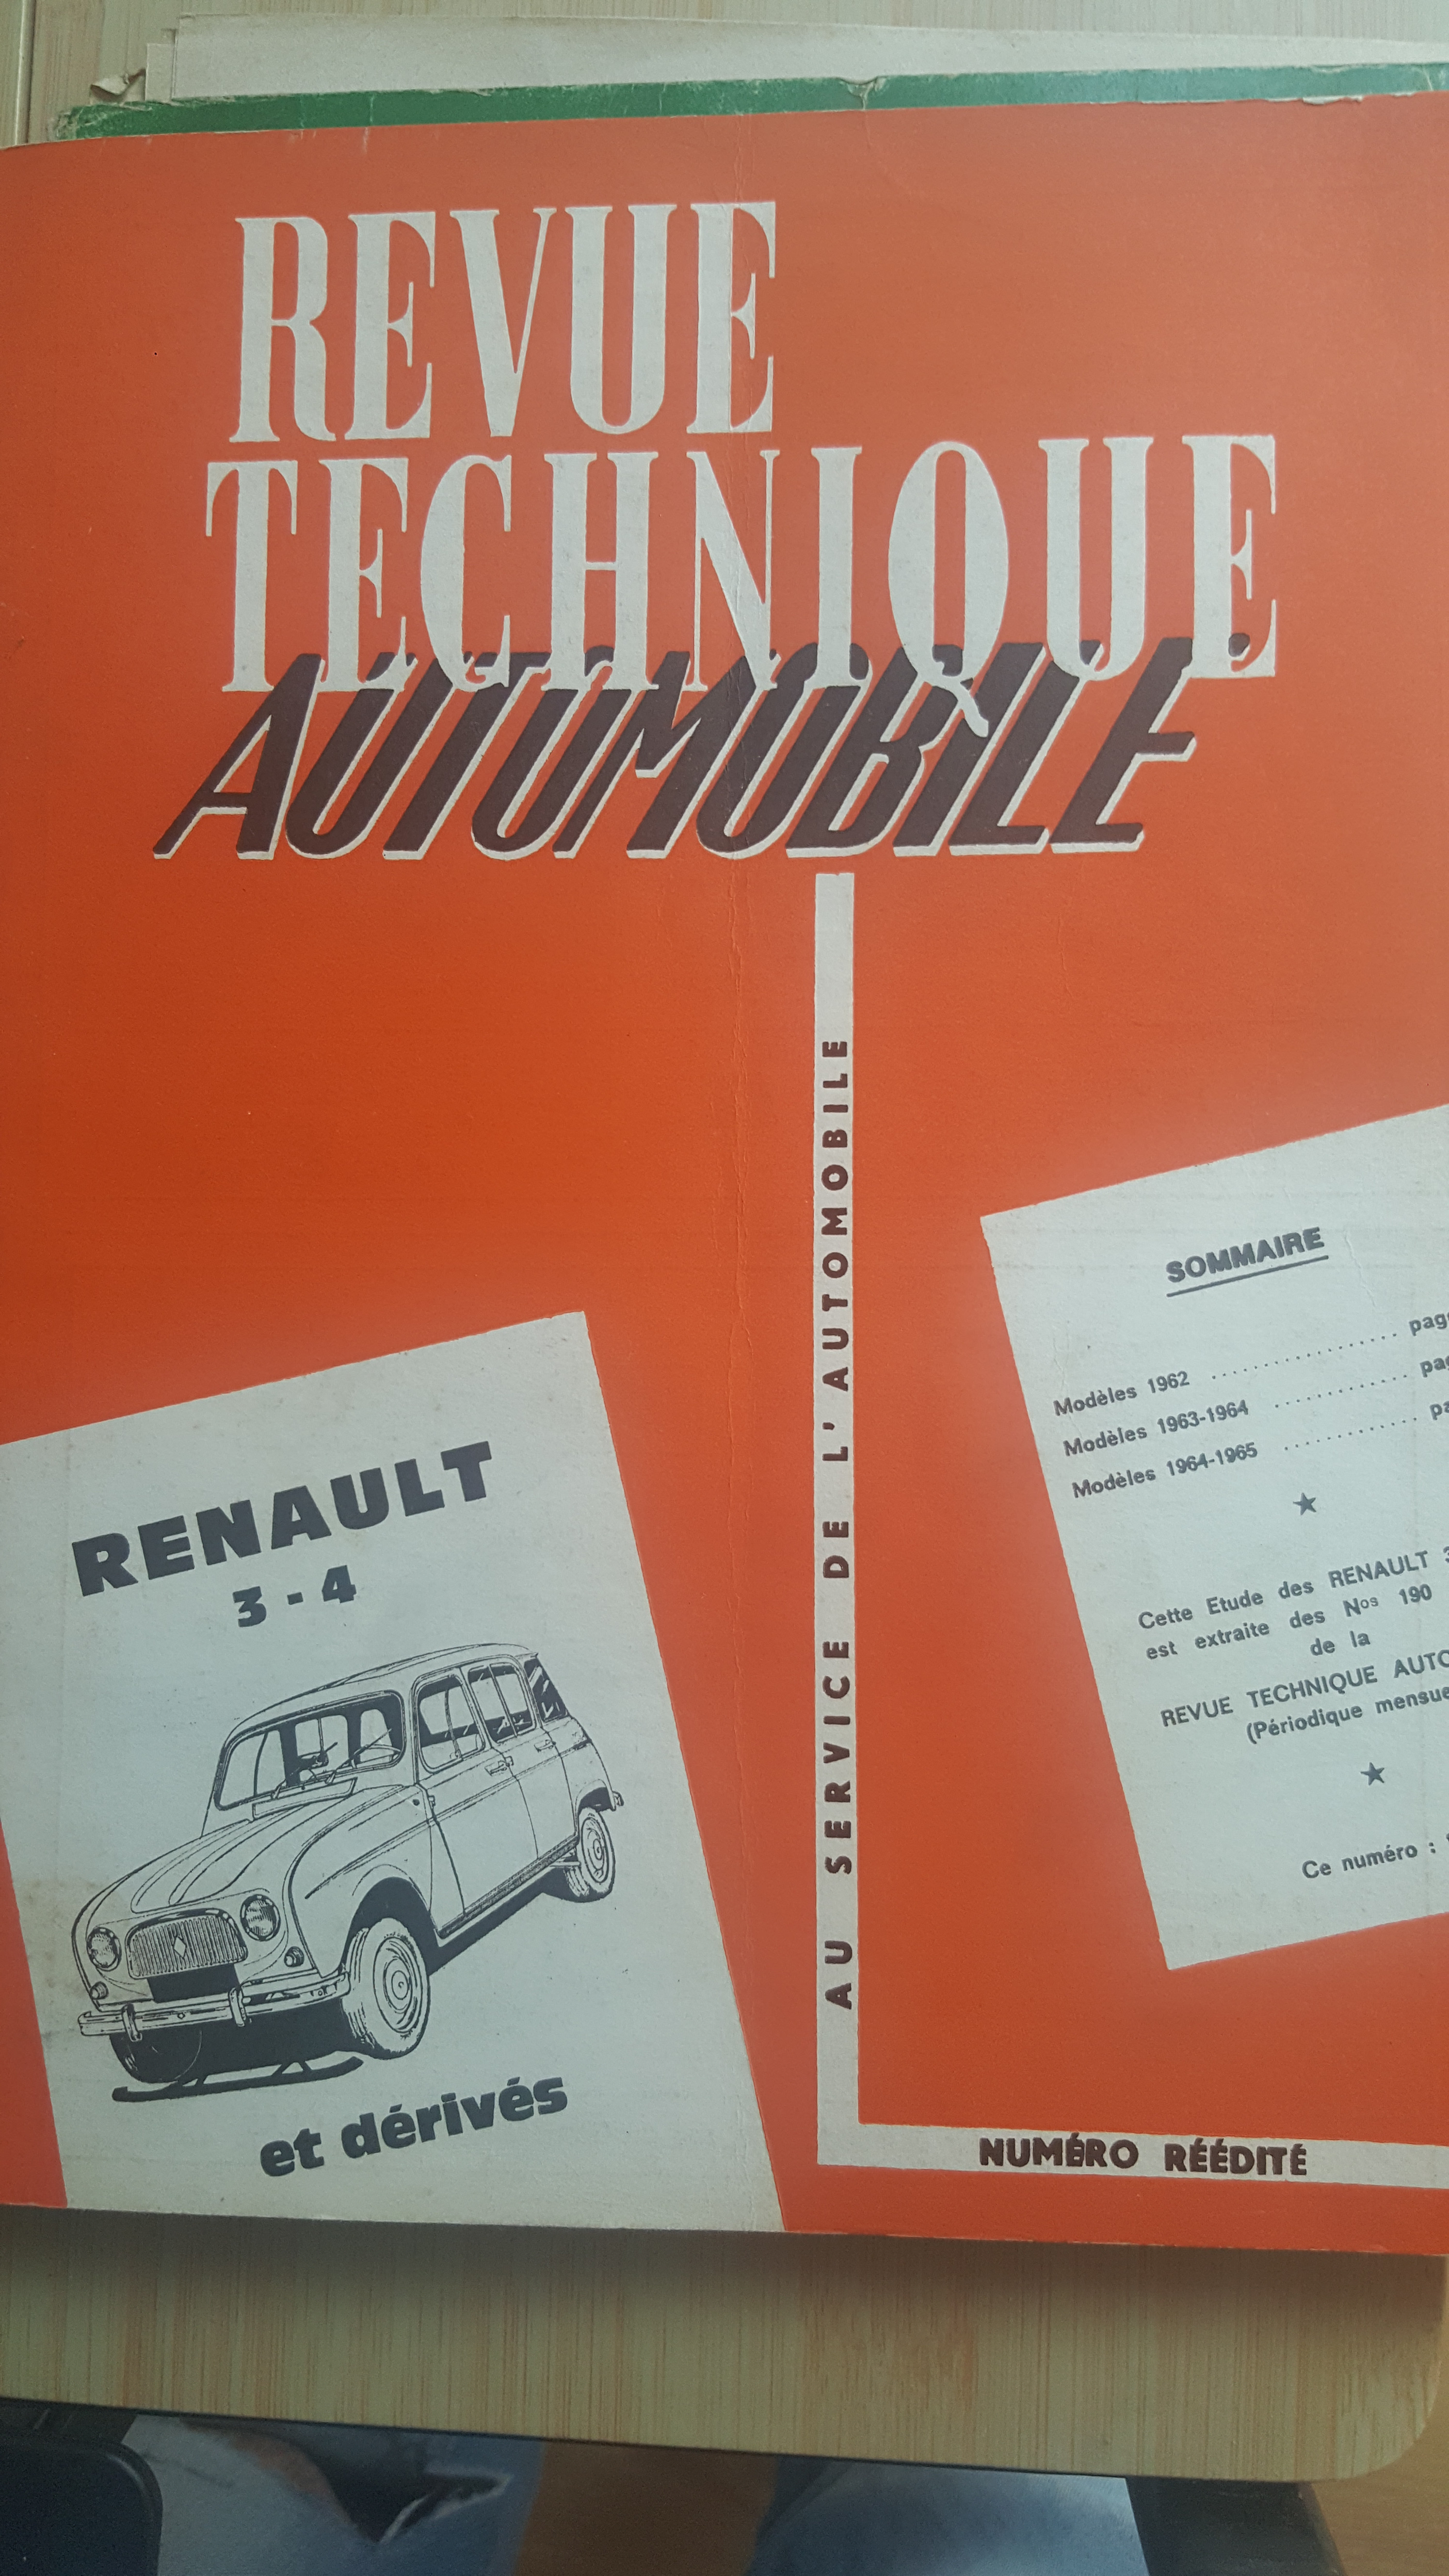 REVUE
TECHNIQUE
AUTOMOBILE
AU SERVICE DE L'AUTOMOBILE
RENAULT
3 - 4
et dérivés
SOMMAIRE
Modèles 1962 ....................
Modèles 1963-1964 ..............
Modèles 1964-1965 ..............
Cette Etude des RENAULT
est extraite des Nos 190
de la
REVUE TECHNIQUE
(Périodique
Ce numéro :
NUMÉRO RÉÉDITÉ